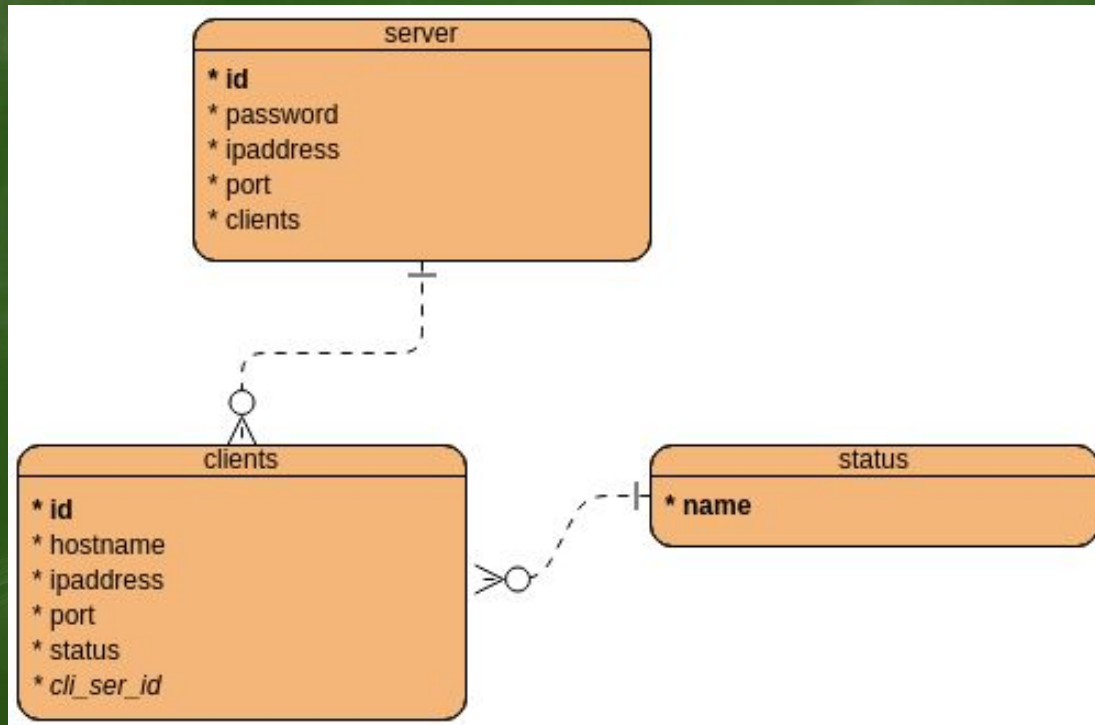 server
* id
* password
* ipaddress
* port
* clients
clients
* id
* hostname
* ipaddress
* port
* status
* cli_ser_id
status
* name